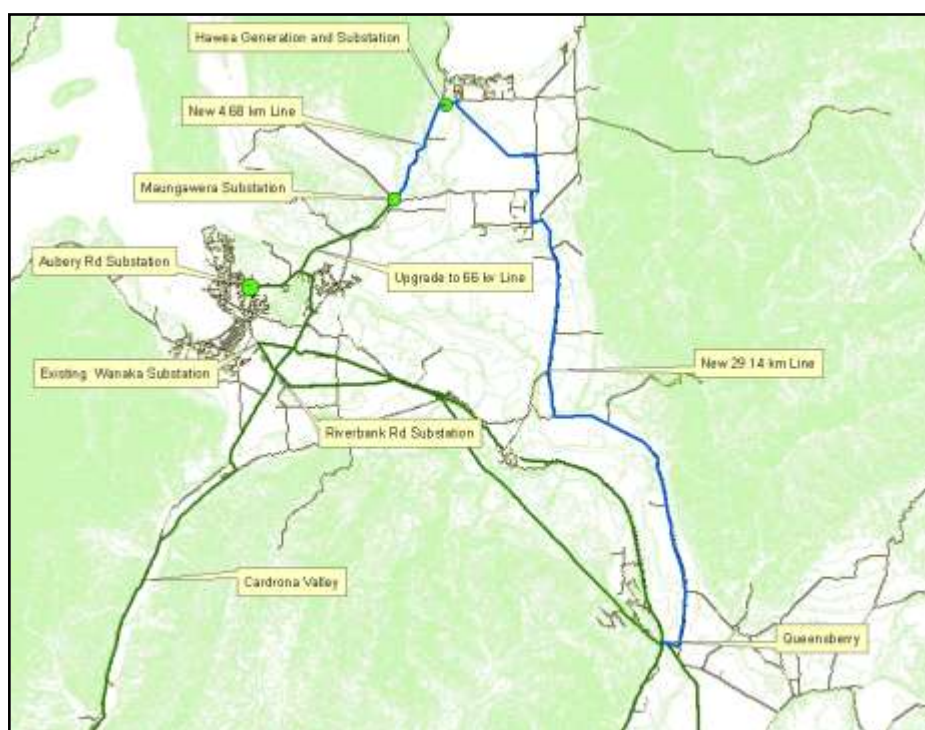 Hawea Generation and Substation
New 4.68 km Line
Maungawera Substation
Aubery Rd Substation
Upgrade to 66 kv Line
Existing Wanaka Substation
New 29.14 km Line
Riverbank Rd Substation
Cardrona Valley
Queensberry